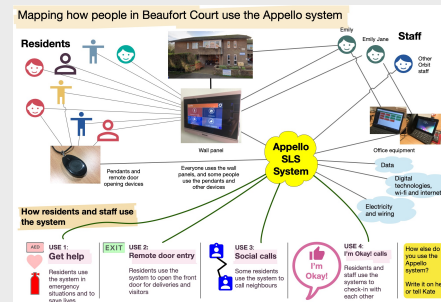 Mapping how people in Beaufort Court use the Appello system
Residents
Emily
Emily Jane
Staff
Other
Orbit
staff
Wall panel
Everyone uses the wall
panels, and some people
use the pendants and
other devices
Pendants and
remote door
opening devices
Appello
SLS
System
Office equipment
Data
Digital
technologies,
wi-fi and internet
Electricity
and wiring
How residents and staff use
the system
AED
USE 1:
Get help
Residents use
the system in
emergency
situations and to
save lives
EXIT
USE 2:
Remote door entry
Residents use the
system to open the front
door for deliveries and
visitors
USE 3:
Social calls
Some residents
use the system to
call neighbours
I'm
Okay!
USE 4:
I'm Okay! calls
Residents and
staff use the
systems to
check-in with
each other
How else do
you use the
Appello
system?
Write it on
or tell Kate